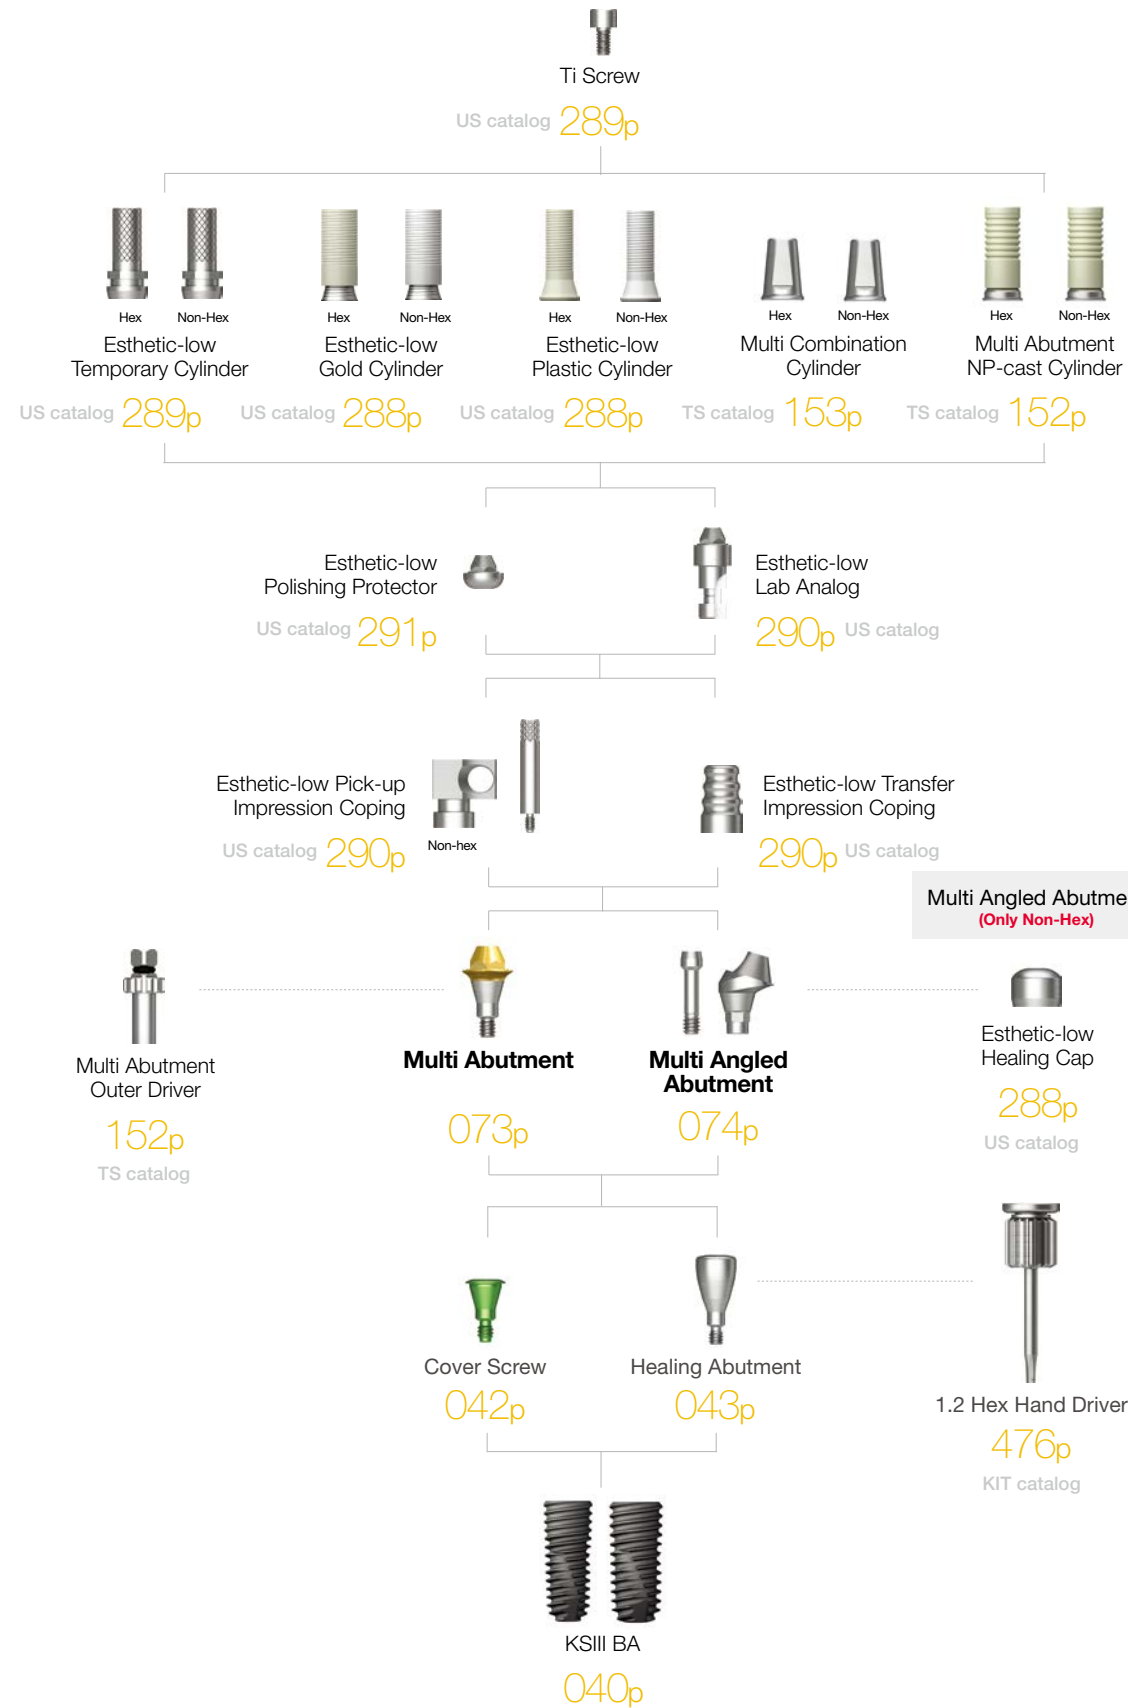 Ti Screw
US catalog 289p
Hex Non-Hex
Esthetic-low
Temporary Cylinder
US catalog 289p
Hex Non-Hex
Esthetic-low
Gold Cylinder
US catalog 288p
Hex Non-Hex
Esthetic-low
Plastic Cylinder
US catalog 288p
Hex Non-Hex
Multi Combination
Cylinder
TS catalog 153p
Hex Non-Hex
Multi Abutment
NP-cast Cylinder
TS catalog 152p
Esthetic-low
Polishing Protector
US catalog 291p
Esthetic-low
Lab Analog
290p US catalog
Esthetic-low Pick-up
Impression Coping
US catalog 290p
Non-hex
Esthetic-low Transfer
Impression Coping
290p US catalog
Multi Angled Abutme
(Only Non-Hex)
Multi Abutment
Outer Driver
152p
TS catalog
Multi Abutment
073p
Multi Angled
Abutment
074p
Esthetic-low
Healing Cap
288p
US catalog
Cover Screw
042p
Healing Abutment
043p
1.2 Hex Hand Driver
476p
KIT catalog
KSIII BA
040p